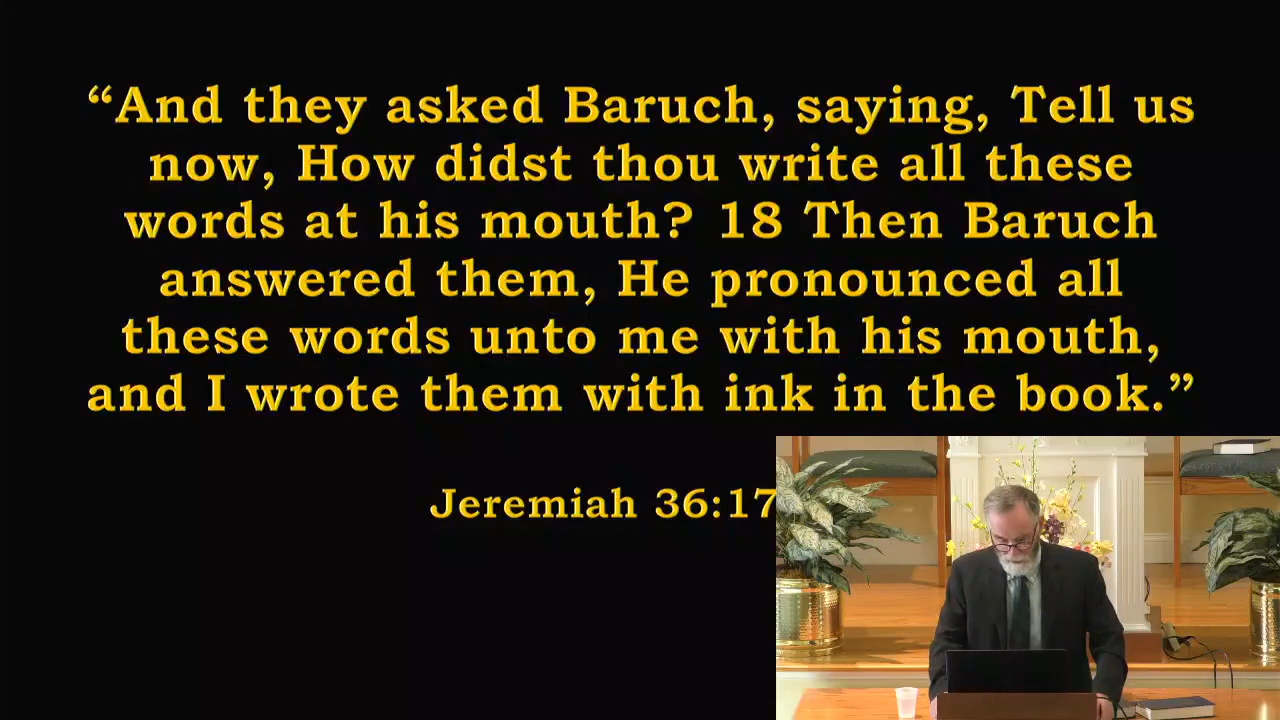 “And they asked Baruch, saying, Tell us
now, How didst thou write all these
words at his mouth? 18 Then Baruch
answered them, He pronounced all
these words unto me with his mouth,
and I wrote them with ink in the book.”
Jeremiah 36:17